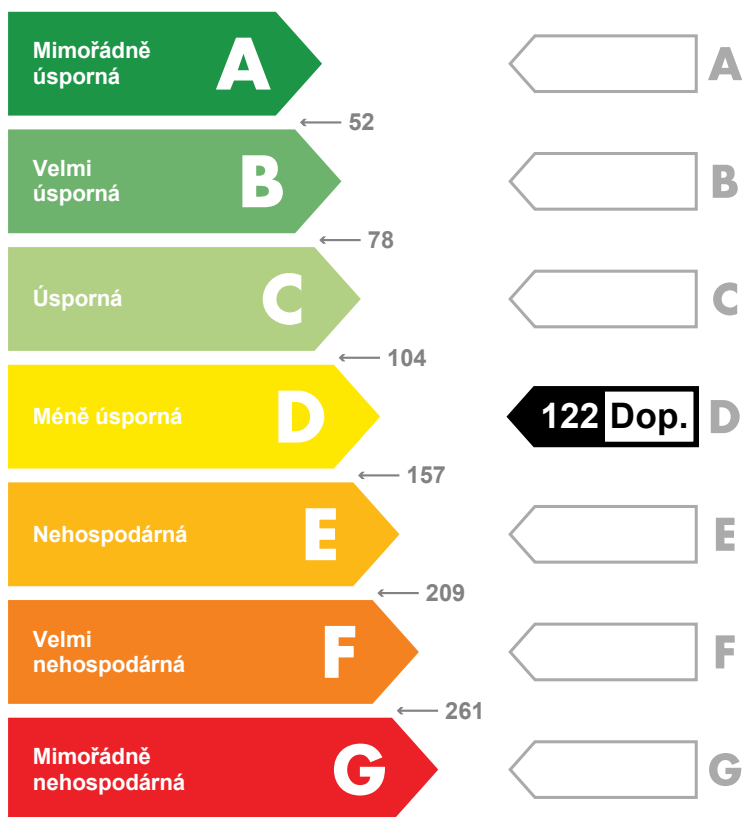 Mimořádně
úsporná
A
A
52
Velmi
úsporná
B
B
78
Úsporná
C
C
104
Méně úsporná
D
122 Dop.
D
157
Nehospodárná
E
E
209
Velmi
nehospodárná
F
F
261
Mimořádně
nehospodárná
G
G